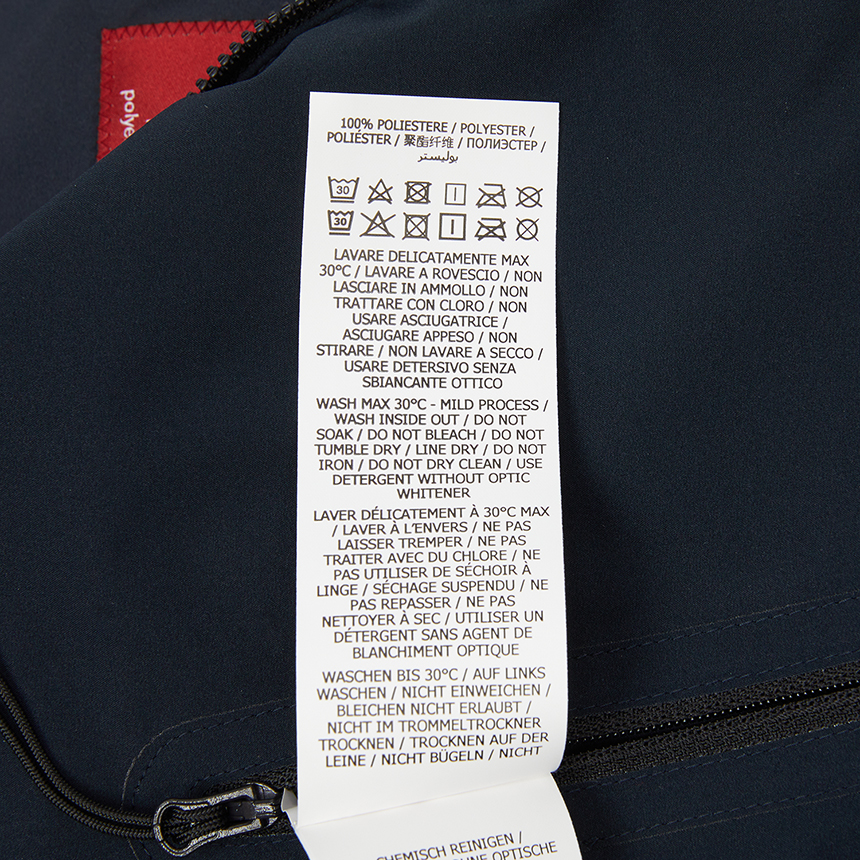 polye
100% POLIESTERE / POLYESTER /
POLIÉSTER / 聚酯纤维 / ПОЛИЭСТЕР /
بوليستر
30
30
LAVARE DELICATAMENTE MAX
30°C / LAVARE A ROVESCIO / NON
LASCIARE IN AMMOLLO / NON
TRATTARE CON CLORO / NON
USARE ASCIUGATRICE /
ASCIUGARE APPESO / NON
STIRARE / NON LAVARE A SECCO /
USARE DETERSIVO SENZA
SBIANCANTE OTTICO
WASH MAX 30°C - MILD PROCESS /
WASH INSIDE OUT / DO NOT
SOAK / DO NOT BLEACH / DO NOT
TUMBLE DRY / LINE DRY / DO NOT
IRON / DO NOT DRY CLEAN / USE
DETERGENT WITHOUT OPTIC
WHITENER
LAVER DÉLICATEMENT À 30°C MAX
/ LAVER À L'ENVERS / NE PAS
LAISSER TREMPER / NE PAS
TRAITER AVEC DU CHLORE / NE
PAS UTILISER DE SÉCHOIR À
LINGE / SÉCHAGE SUSPENDU / NE
PAS REPASSER / NE PAS
NETTOYER À SEC / UTILISER UN
DÉTERGENT SANS AGENT DE
BLANCHIMENT OPTIQUE
WASCHEN BIS 30°C / AUF LINKS
WASCHEN / NICHT EINWEICHEN /
BLEICHEN NICHT ERLAUBT /
NICHT IM TROMMELTROCKNER
TROCKNEN / TROCKNEN AUF DER
LEINE / NICHT BÜGELN / NICHT
CHEMISCH REINIGEN /
OHNE OPTISCHE